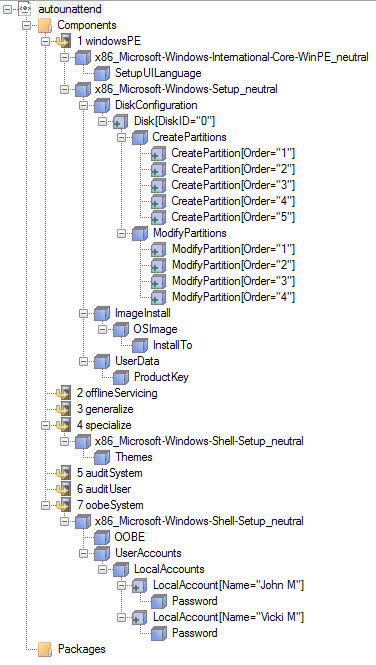 autounattend
Components
1 windowsPE
x86_Microsoft-Windows-International-Core-WinPE_neutral
SetupUILanguage
x86_Microsoft-Windows-Setup_neutral
DiskConfiguration
Disk[DiskID="0"]
CreatePartitions
CreatePartition[Order="1"]
CreatePartition[Order="2"]
CreatePartition[Order="3"]
CreatePartition[Order="4"]
CreatePartition[Order="5"]
ModifyPartitions
ModifyPartition[Order="1"]
ModifyPartition[Order="2"]
ModifyPartition[Order="3"]
ModifyPartition[Order="4"]
ImageInstall
OSImage
InstallTo
UserData
ProductKey
2 offlineServicing
3 generalize
4 specialize
x86_Microsoft-Windows-Shell-Setup_neutral
Themes
5 auditSystem
6 auditUser
7 oobeSystem
x86_Microsoft-Windows-Shell-Setup_neutral
OOBE
UserAccounts
LocalAccounts
LocalAccount[Name="John M"]
Password
LocalAccount[Name="Vicki M"]
Password
Packages